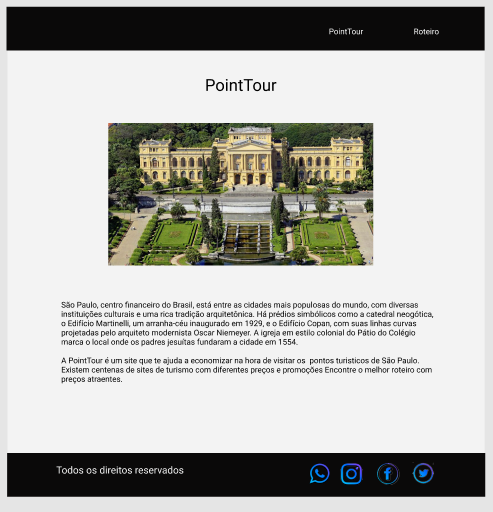 PointTour Roteiro
PointTour
São Paulo, centro financeiro do Brasil, está entre as cidades mais populosas do mundo, com diversas
instituições culturais e uma rica tradição arquitetônica. Há prédios simbólicos como a catedral neogótica,
o Edifício Martinelli, um arranha-céu inaugurado em 1929, e o Edifício Copan, com suas linhas curvas
projetadas pelo arquiteto modernista Oscar Niemeyer. A igreja em estilo colonial do Pátio do Colégio
marca o local onde os padres jesuítas fundaram a cidade em 1554.
A PointTour é um site que te ajuda a economizar na hora de visitar os pontos turisticos de São Paulo.
Existem centenas de sites de turismo com diferentes preços e promoções Encontre o melhor roteiro com
preços atraentes.
Todos os direitos reservados